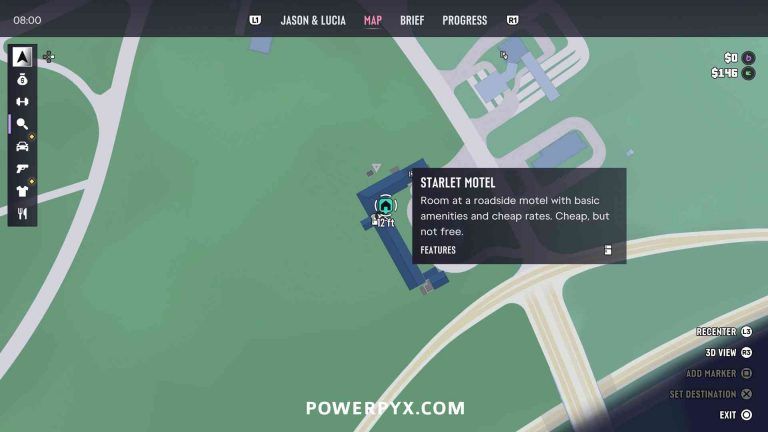 08:00
L1 JASON & LUCIA MAP BRIEF PROGRESS R1
$0
$146
12 ft
STARLET MOTEL
Room at a roadside motel with basic
amenities and cheap rates. Cheap, but
not free.
FEATURES
RECENTER L3
3D VIEW R3
ADD MARKER
SET DESTINATION
EXIT
POWERPYX.COM